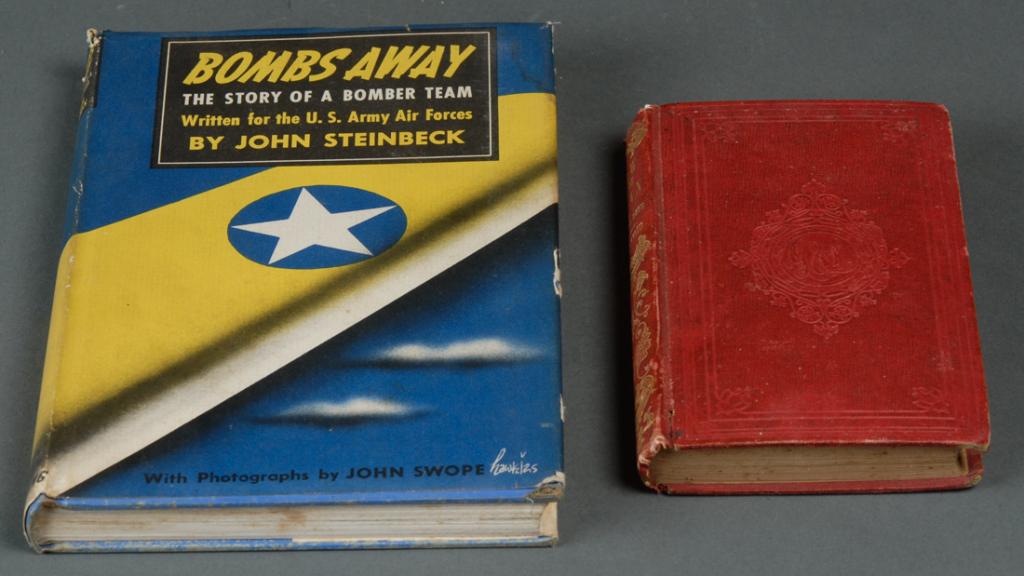 BOMBS AWAY
THE STORY OF A BOMBER TEAM
Written for the U. S. Army Air Forces
BY JOHN STEINBECK
With Photographs by JOHN SWOPE